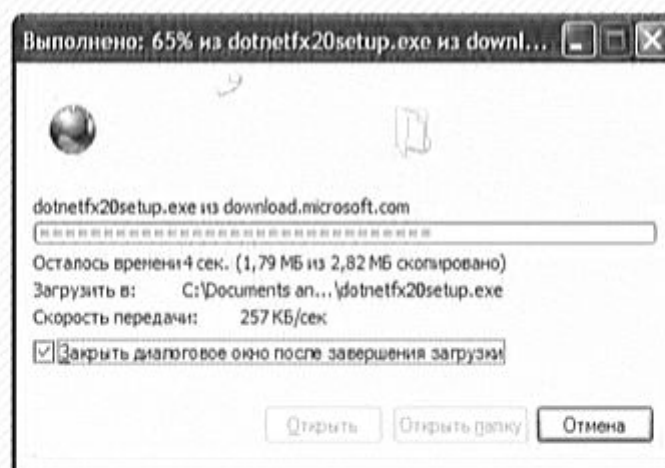 Выполнено: 65% из dotnetfx20setup.exe из downl...
dotnetfx20setup.exe из download.microsoft.com
Осталось времени 4 сек. (1,79 МБ из 2,82 МБ скопировано)
Загрузить в: C:\Documents an...\dotnetfx20setup.exe
Скорость передачи: 257 КБ/сек
Закрыть диалоговое окно после завершения загрузки
Открыть Открыть папку Отмена